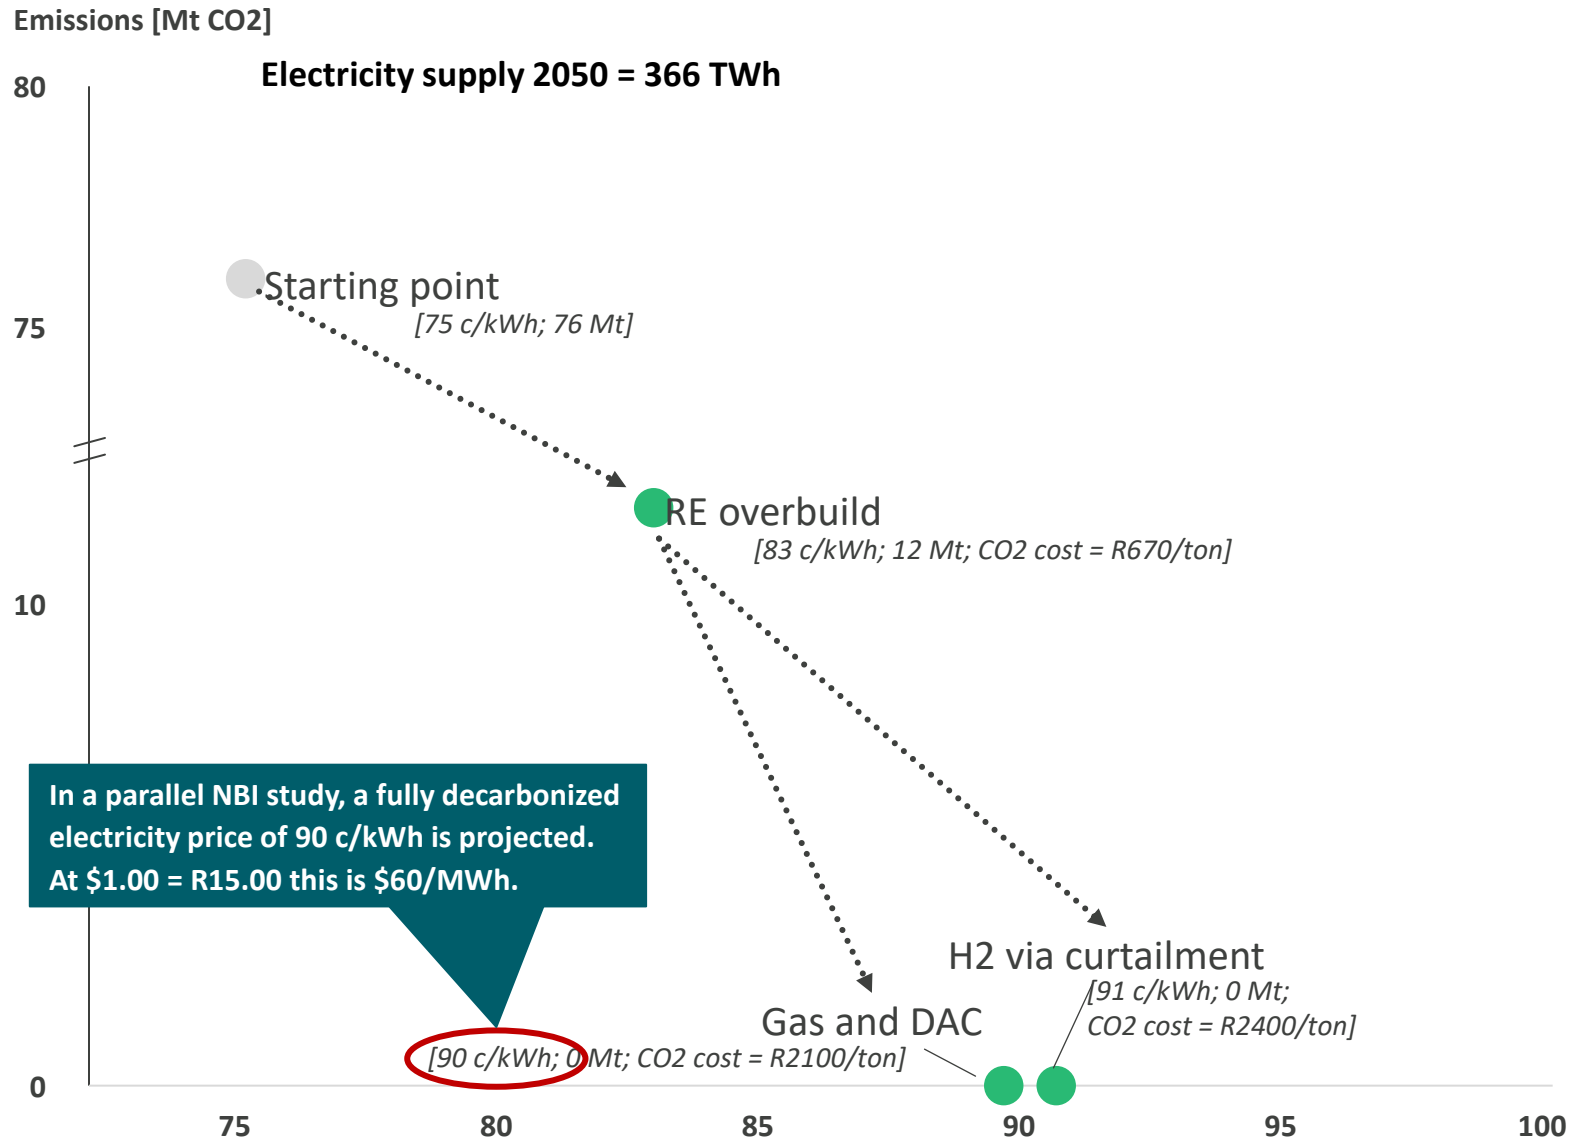 Emissions [Mt CO2]
Electricity supply 2050 = 366 TWh
80
Starting point
[75 c/kWh; 76 Mt]
75
RE overbuild
[83 c/kWh; 12 Mt; CO2 cost = R670/ton]
10
In a parallel NBI study, a fully decarbonized
electricity price of 90 c/kWh is projected.
At $1.00 = R15.00 this is $60/MWh.
H2 via curtailment
[91 c/kWh; 0 Mt;
CO2 cost = R2400/ton]
Gas and DAC
[90 c/kWh; 0 Mt; CO2 cost = R2100/ton]
0
75 80 85 90 95 100